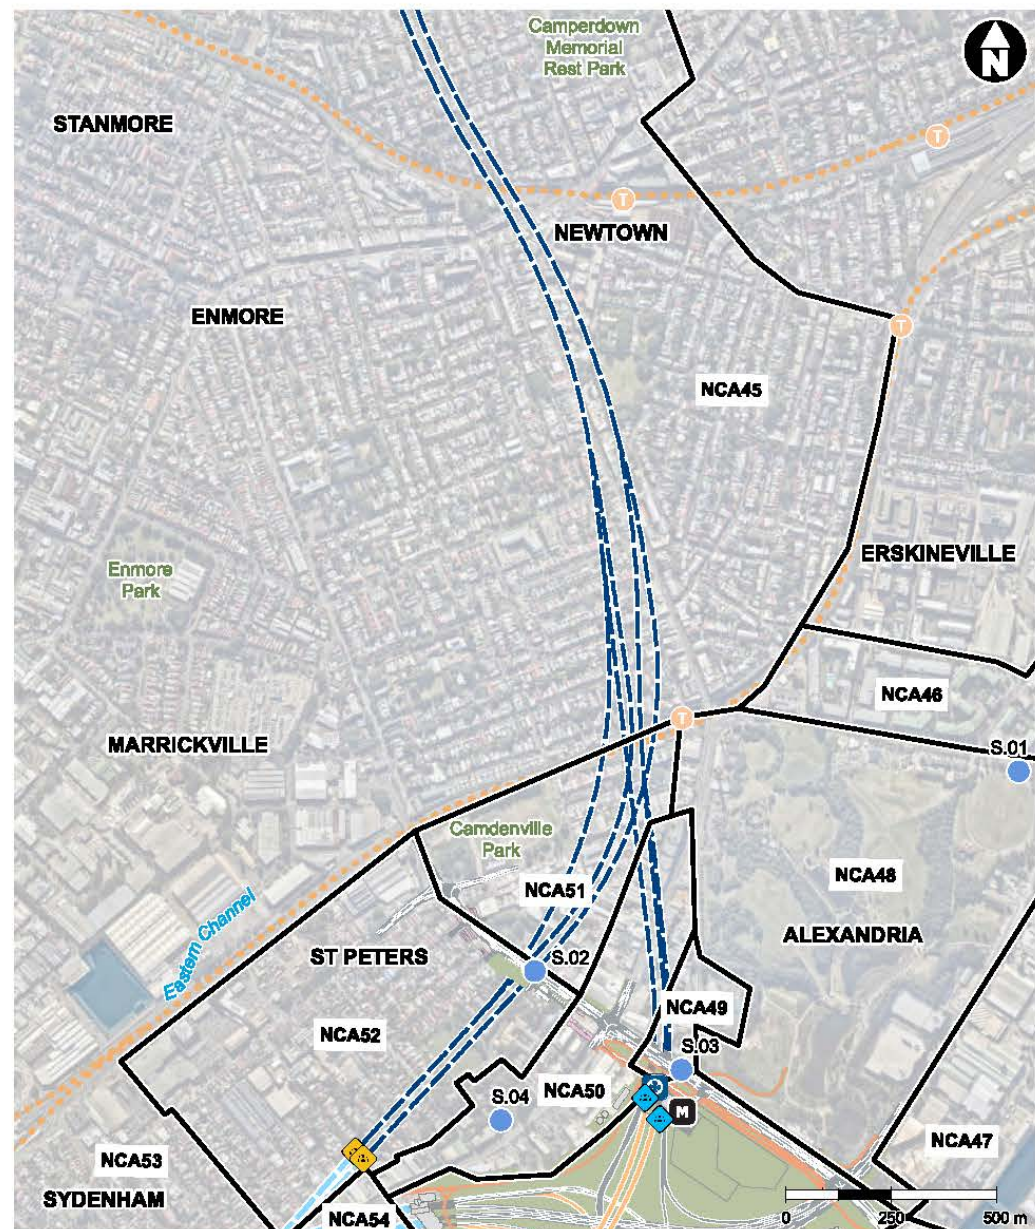 Camperdown
Memorial
Rest Park
N
STANMORE
T
T
NEWTOWN
ENMORE
T
NCA45
ERSKINEVILLE
Enmore
Park
NCA46
T
MARRICKVILLE
S.01
Camdenville
Park
NCA48
NCA51
ALEXANDRIA
Eastern Channel
ST PETERS
S.02
NCA49
NCA52
S.03
S.04
NCA50
M
NCA47
NCA53
SYDENHAM
NCA54
0 250 500 m